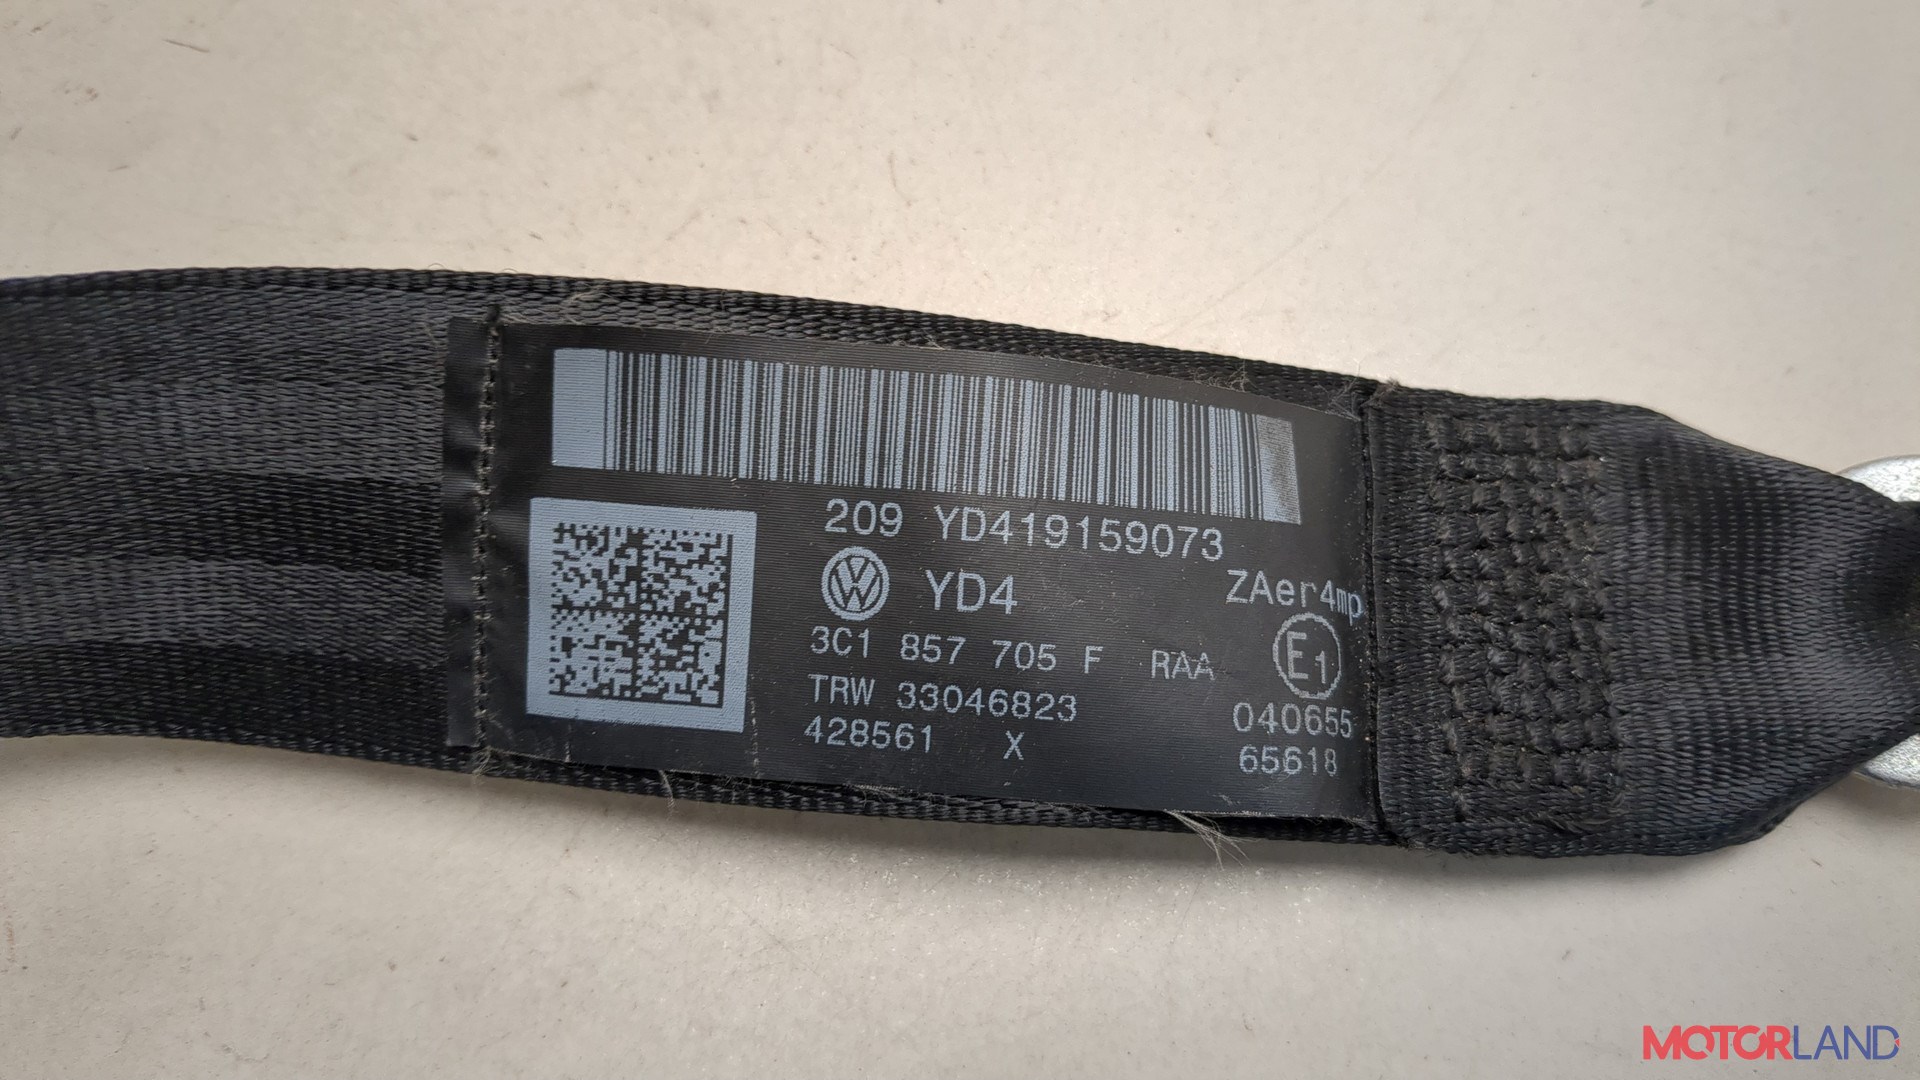 209 YD419159073
YD4
ZAer4mp
3C1 857 705 F RAA
E1
TRW 33046823
040655
428561 X
65618
MOTORLAND